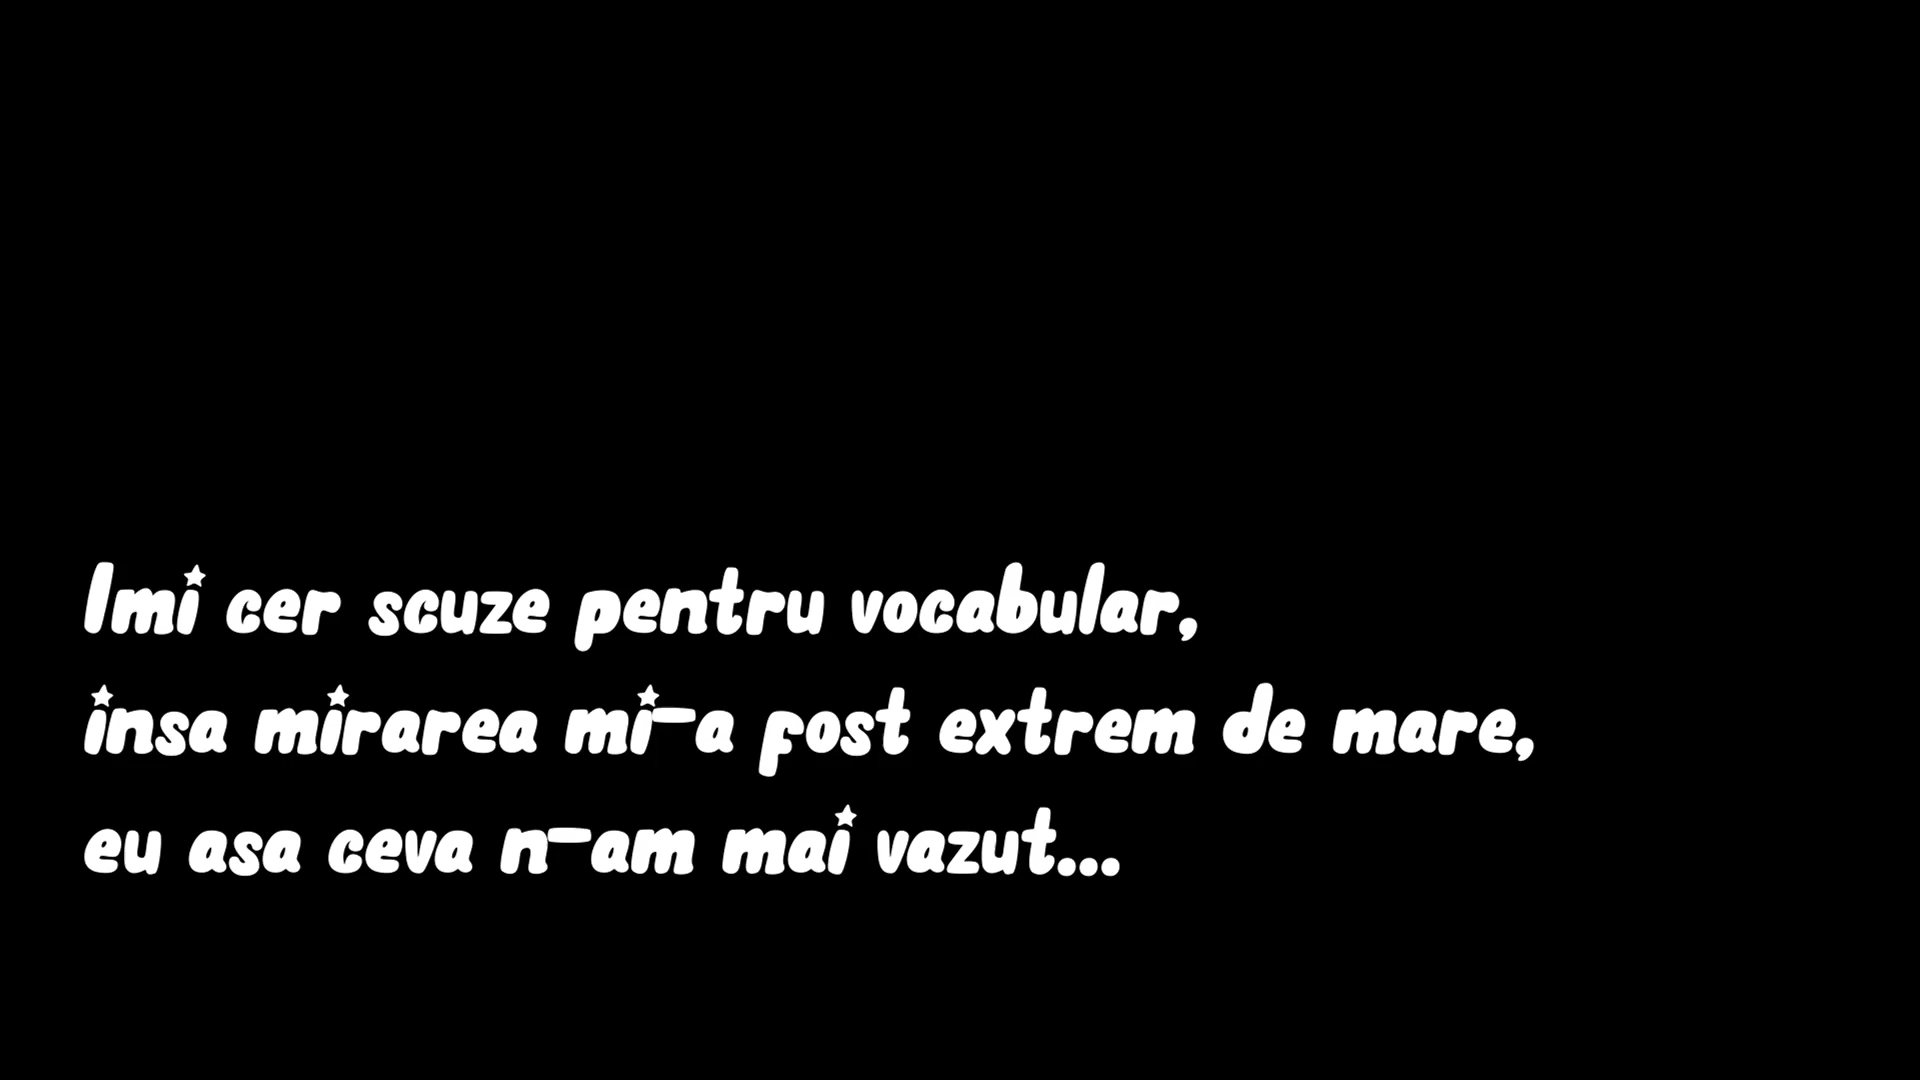 Imi cer scuze pentru vocabular,
insa mirarea mi-a fost extrem de mare,
eu asa ceva n-am mai vazut...